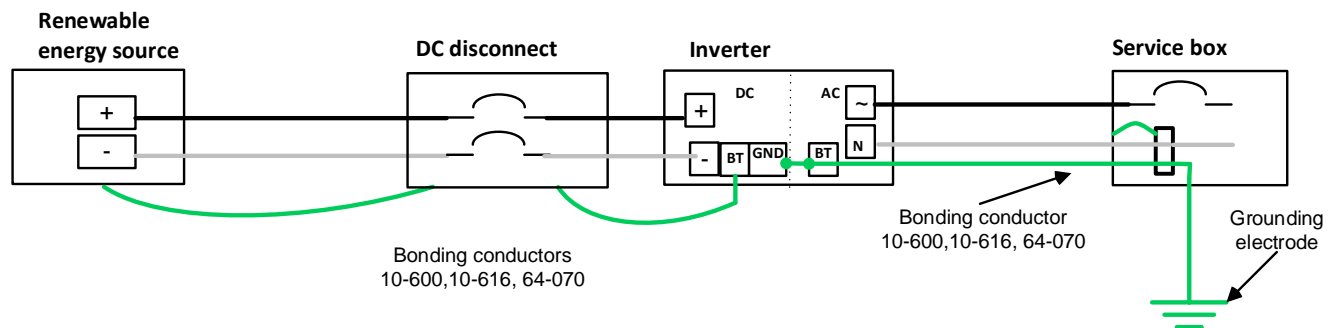 Renewable
energy source
DC disconnect
Inverter
Service box
+
-
+
DC
AC
~
-
BT
GND
BT
N
Bonding conductors
10-600,10-616, 64-070
Bonding conductor
10-600,10-616, 64-070
Grounding
electrode